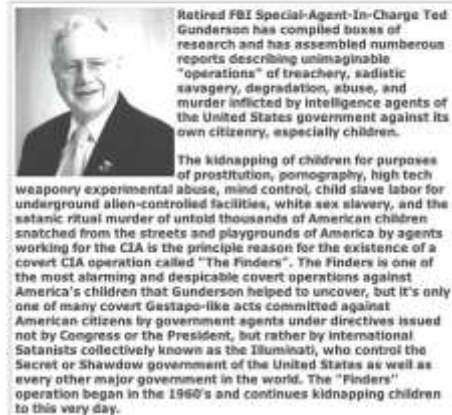 Retired FBI Special-Agent-In-Charge Ted
Gunderson has compiled boxes of
research and has assembled numberous
reports describing unimaginable
"operations" of treachery, sadistic
savagery, degradation, abuse, and
murder inflicted by intelligence agents of
the United States government against its
own citizenry, especially children.
The kidnapping of children for purposes
of prostitution, pornography, high tech
weaponry experimental abuse, mind control, child slave labor for
underground alien-controlled facilities, white sex slavery, and the
satanic ritual murder of untold thousands of American children
snatched from the streets and playgrounds of America by agents
working for the CIA is the principle reason for the existence of a
covert CIA operation called "The Finders". The Finders is one of
the most alarming and despicable covert operations against
America's children that Gunderson helped to uncover, but it's only
one of many covert Gestapo-like acts committed against
American citizens by government agents under directives issued
not by Congress or the President, but rather by international
Satanists collectively known as the Illuminati, who control the
Secret or Shawdow government of the United States as well as
every other major government in the world. The "Finders"
operation began in the 1960's and continues kidnapping children
to this very day.